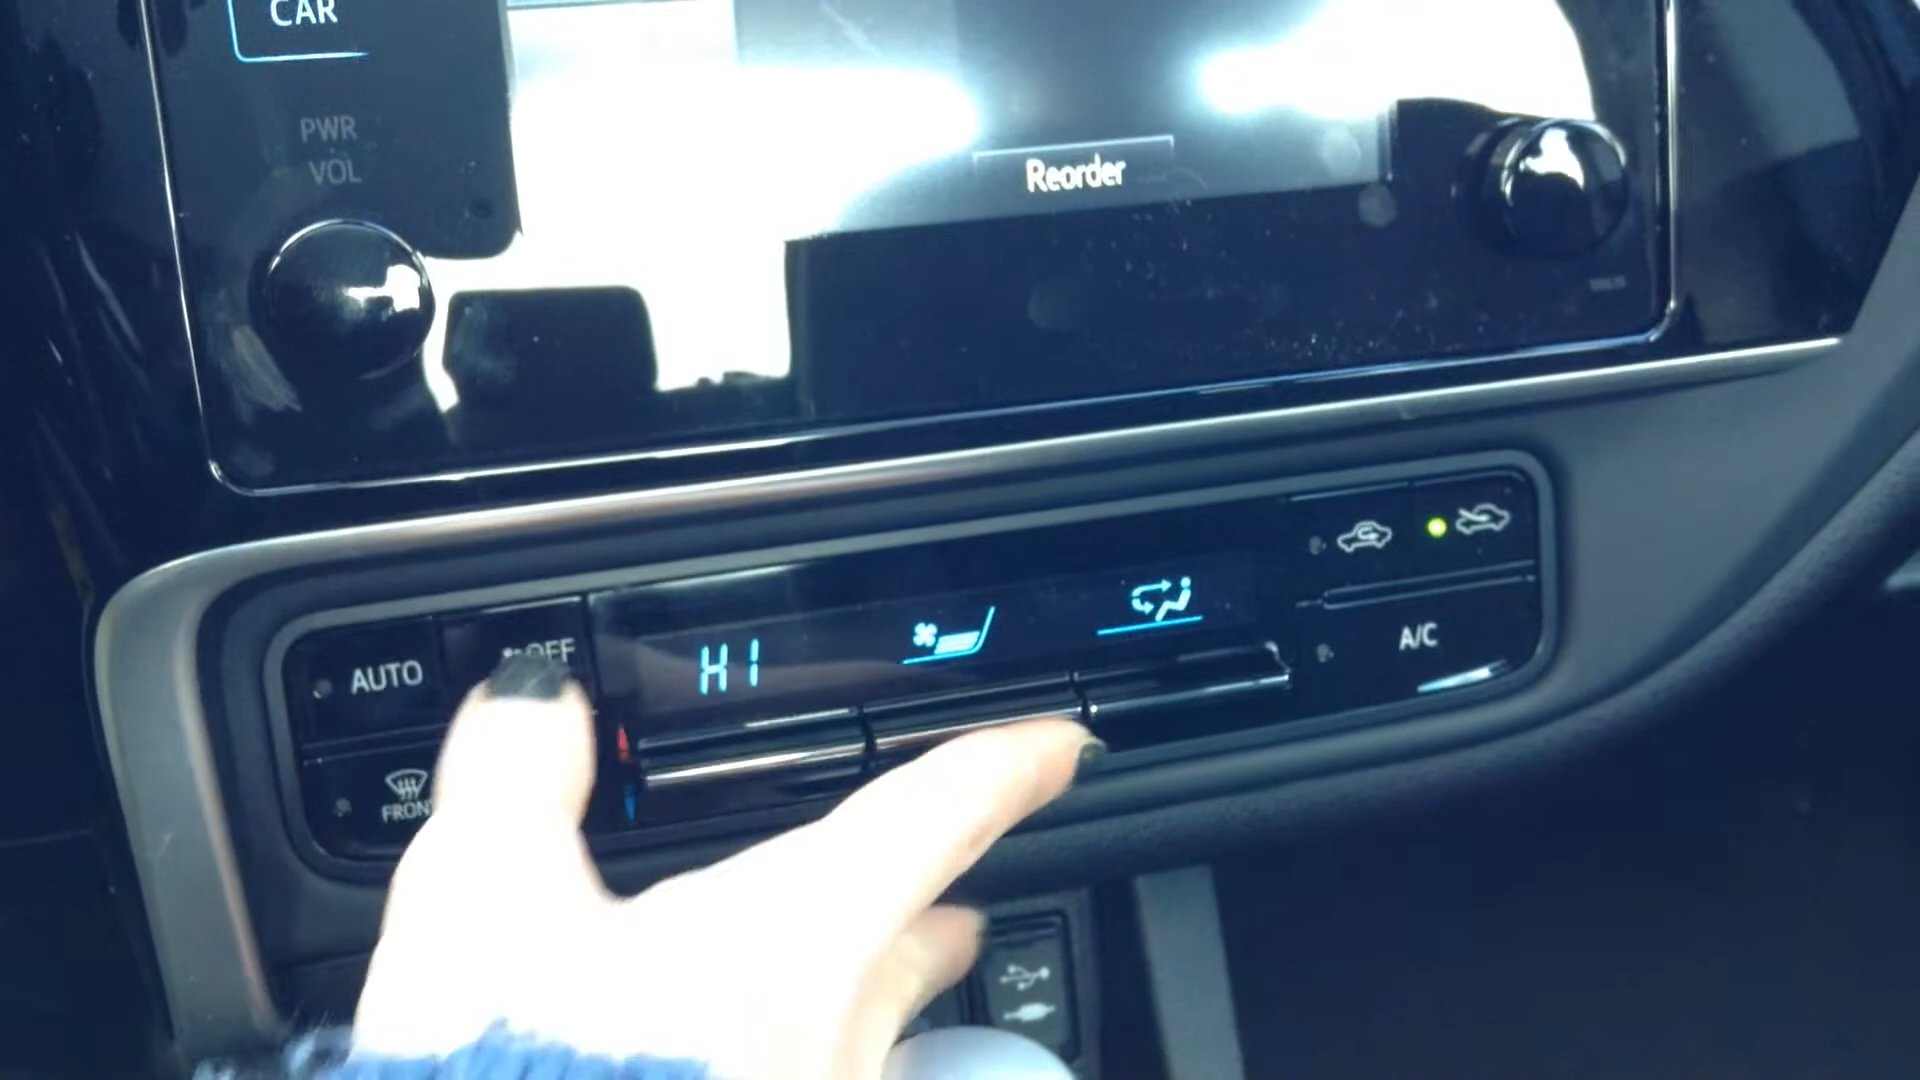 CAR
PWR
VOL
Reorder
AUTO
OFF
HI
A/C
FRONT